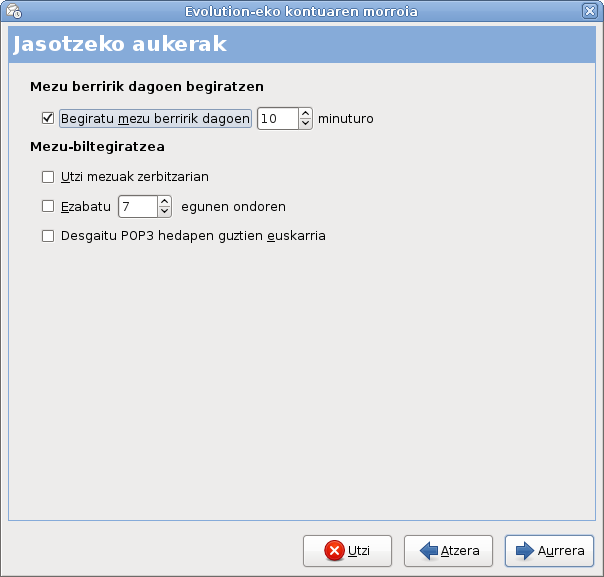 Evolution-eko kontuaren morroia
Jasotzeko aukerak
Mezu berririk dagoen begiratzen
Begiratu mezu berririk dagoen 10 minuturo
Mezu-biltegiratzea
Utzi mezuak zerbitzarian
Ezabatu 7 egunen ondoren
Desgaitu POP3 hedapen guztien euskarria
Utzi Atzera Aurrera